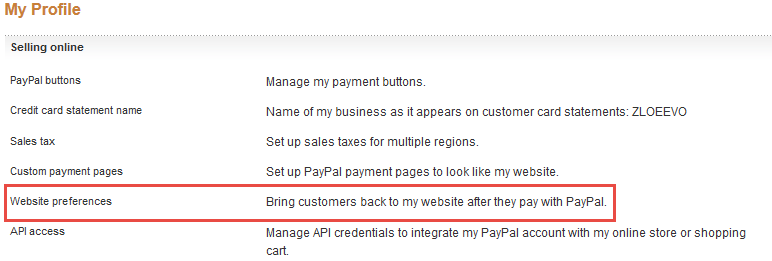 My Profile
Selling online
PayPal buttons Manage my payment buttons.
Credit card statement name Name of my business as it appears on customer card statements: ZLOEEVO
Sales tax Set up sales taxes for multiple regions.
Custom payment pages Set up PayPal payment pages to look like my website.
Website preferences Bring customers back to my website after they pay with PayPal.
API access Manage API credentials to integrate my PayPal account with my online store or shopping
cart.